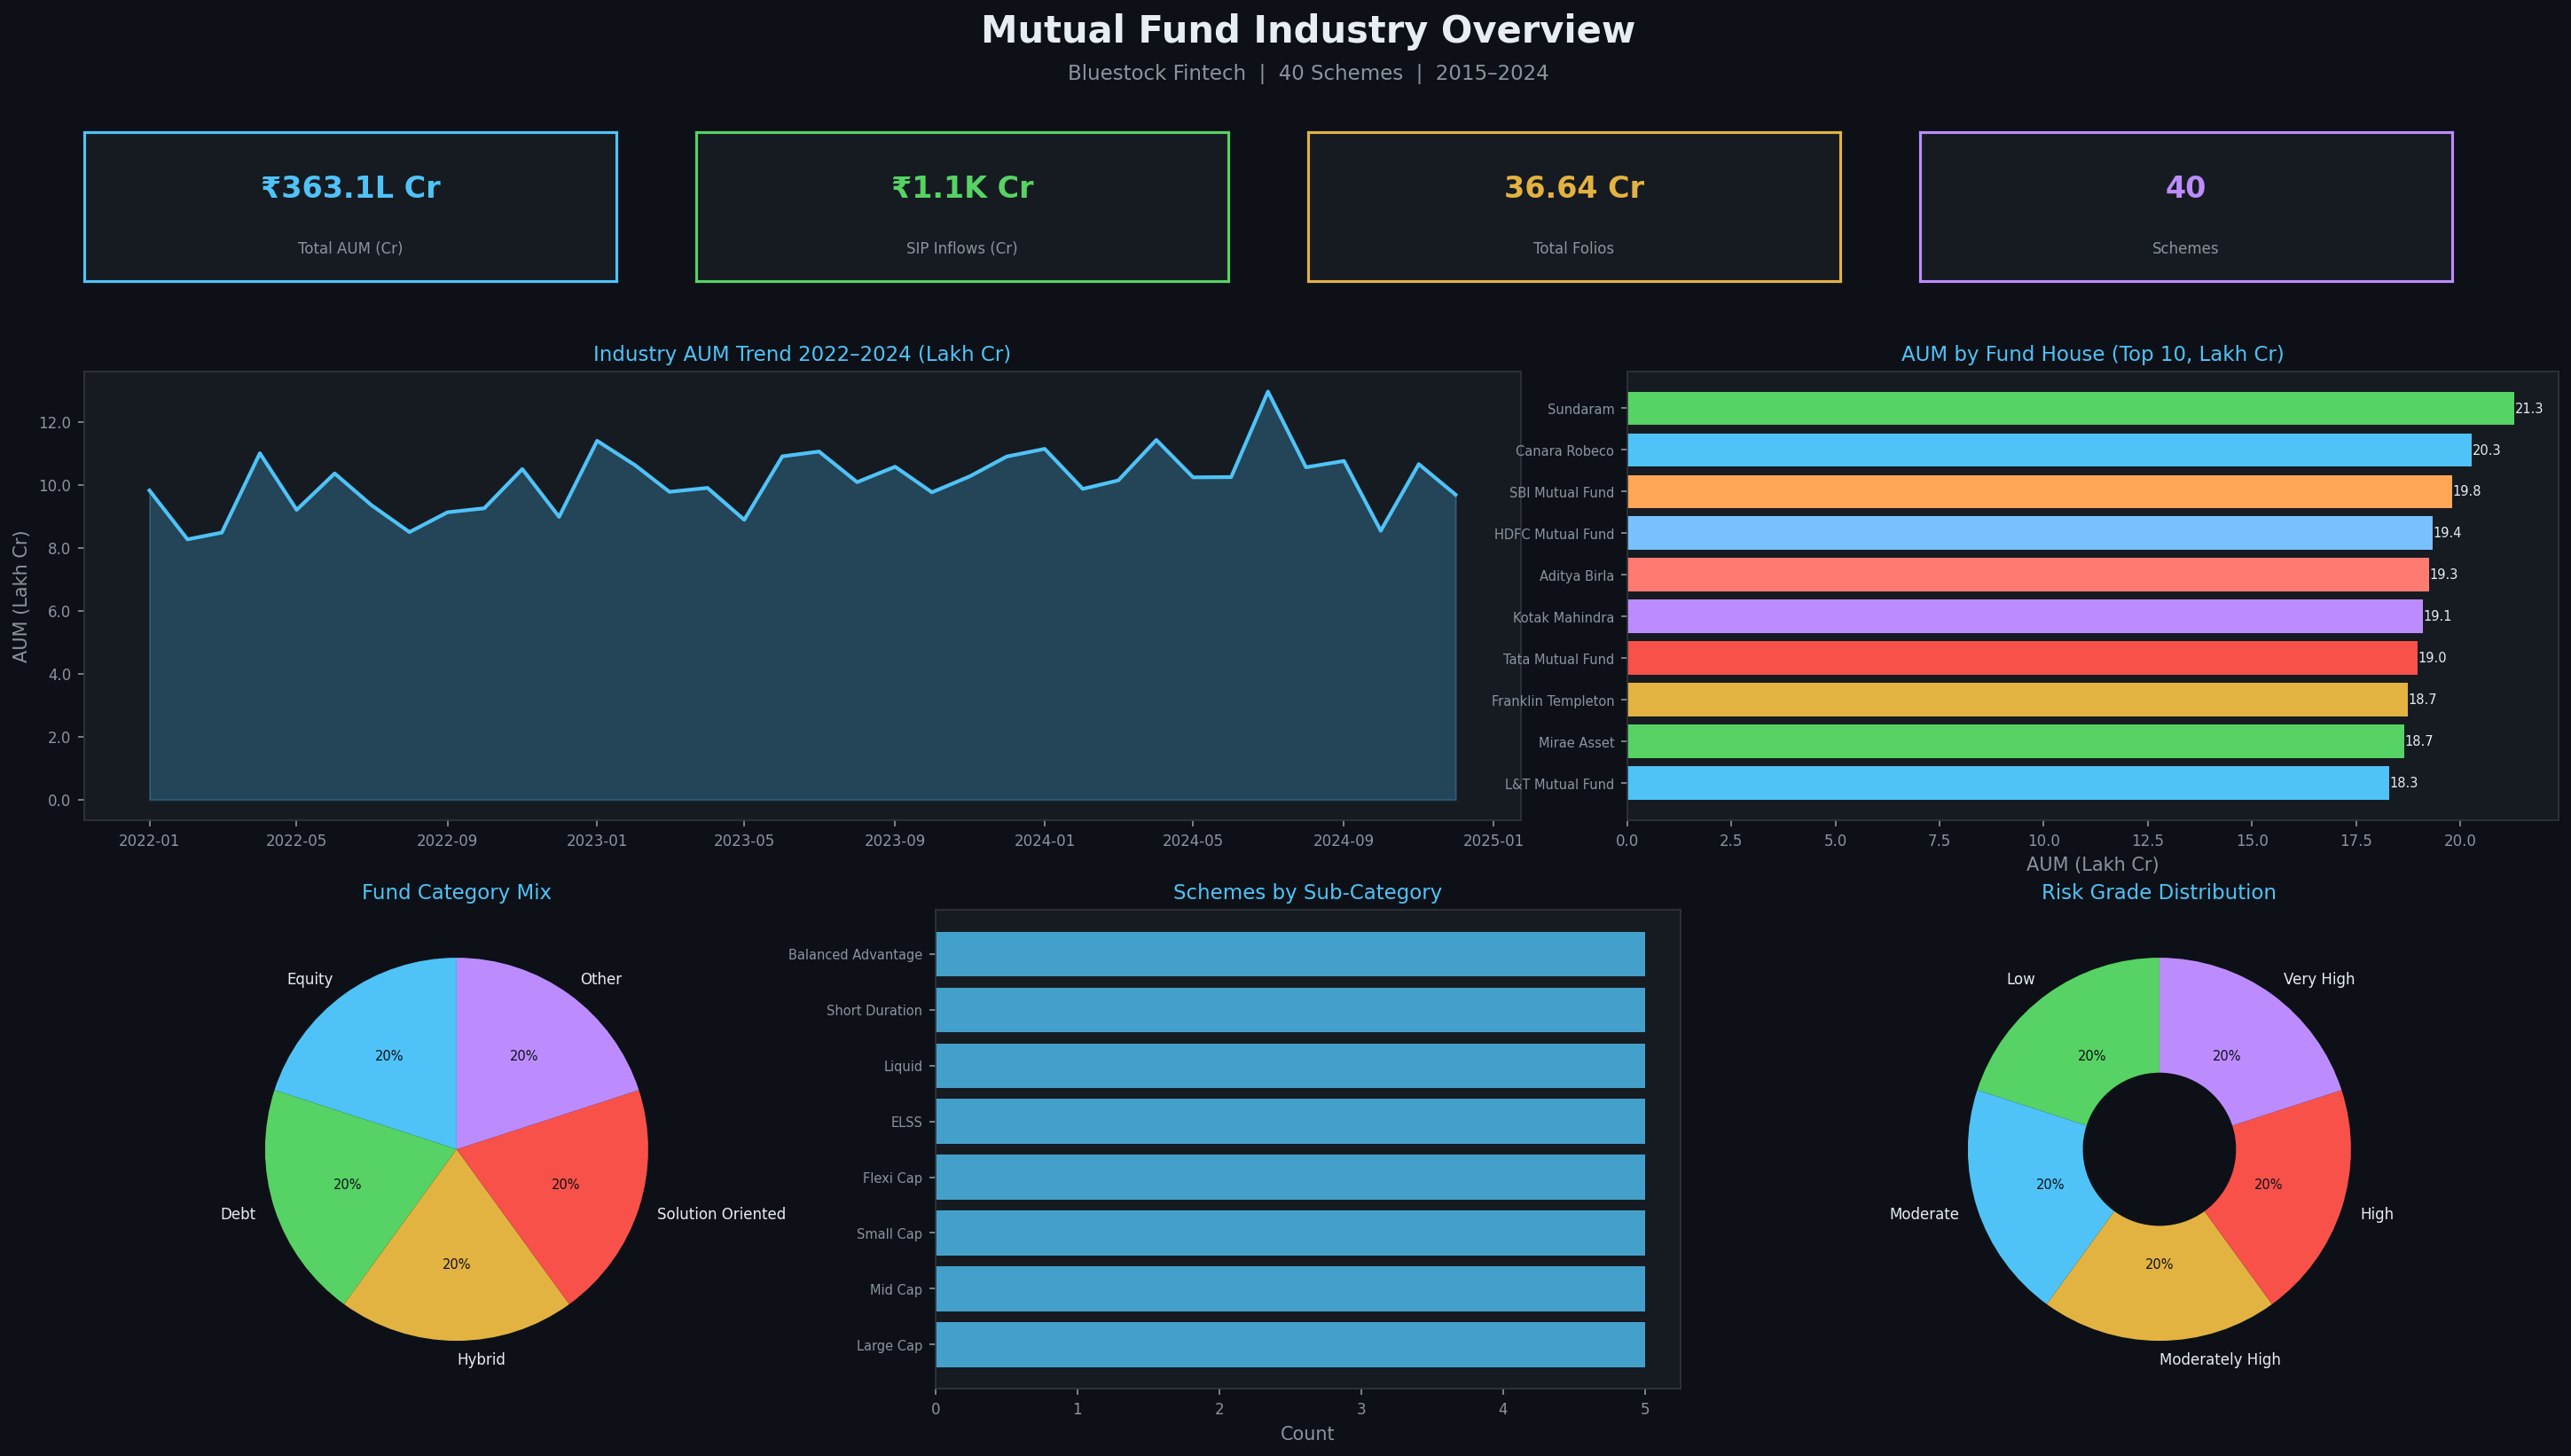 Mutual Fund Industry Overview
Bluestock Fintech | 40 Schemes | 2015–2024
₹363.1L Cr
Total AUM (Cr)
₹1.1K Cr
SIP Inflows (Cr)
36.64 Cr
Total Folios
40
Schemes
Industry AUM Trend 2022–2024 (Lakh Cr)
AUM (Lakh Cr)
12.0
10.0
8.0
6.0
4.0
2.0
0.0
2022-01 2022-05 2022-09 2023-01 2023-05 2023-09 2024-01 2024-05 2024-09 2025-01
AUM by Fund House (Top 10, Lakh Cr)
Sundaram 21.3
Canara Robeco 20.3
SBI Mutual Fund 19.8
HDFC Mutual Fund 19.4
Aditya Birla 19.3
Kotak Mahindra 19.1
Tata Mutual Fund 19.0
Franklin Templeton 18.7
Mirae Asset 18.7
L&T Mutual Fund 18.3
0.0 2.5 5.0 7.5 10.0 12.5 15.0 17.5 20.0
AUM (Lakh Cr)
Fund Category Mix
Equity 20%
Other 20%
Debt 20%
Solution Oriented 20%
Hybrid 20%
Schemes by Sub-Category
Balanced Advantage
Short Duration
Liquid
ELSS
Flexi Cap
Small Cap
Mid Cap
Large Cap
0 1 2 3 4 5
Count
Risk Grade Distribution
Low 20%
Very High 20%
Moderate 20%
High 20%
Moderately High 20%